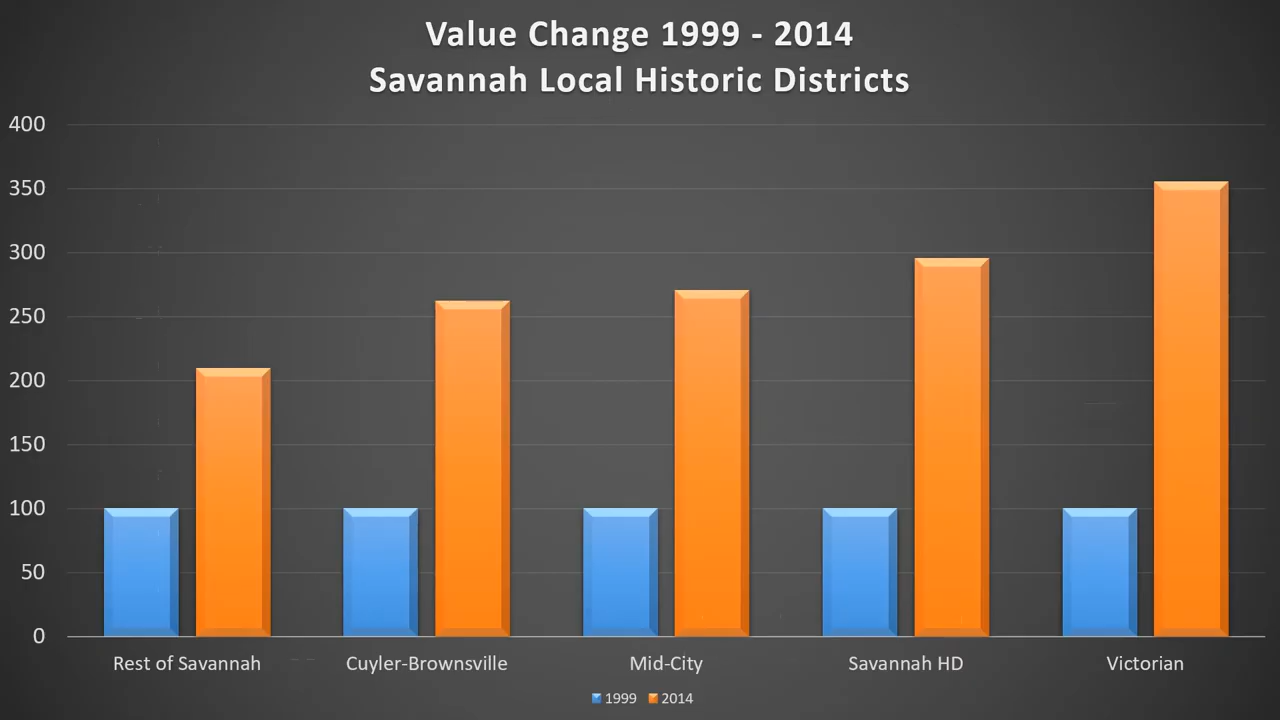 Value Change 1999 - 2014
Savannah Local Historic Districts
400
350
300
250
200
150
100
50
0
Rest of Savannah
Cuyler-Brownsville
Mid-City
Savannah HD
Victorian
1999
2014